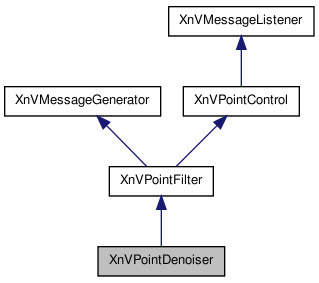 XnVMessageListener
XnVMessageGenerator
XnVPointControl
XnVPointFilter
XnVPointDenoiser